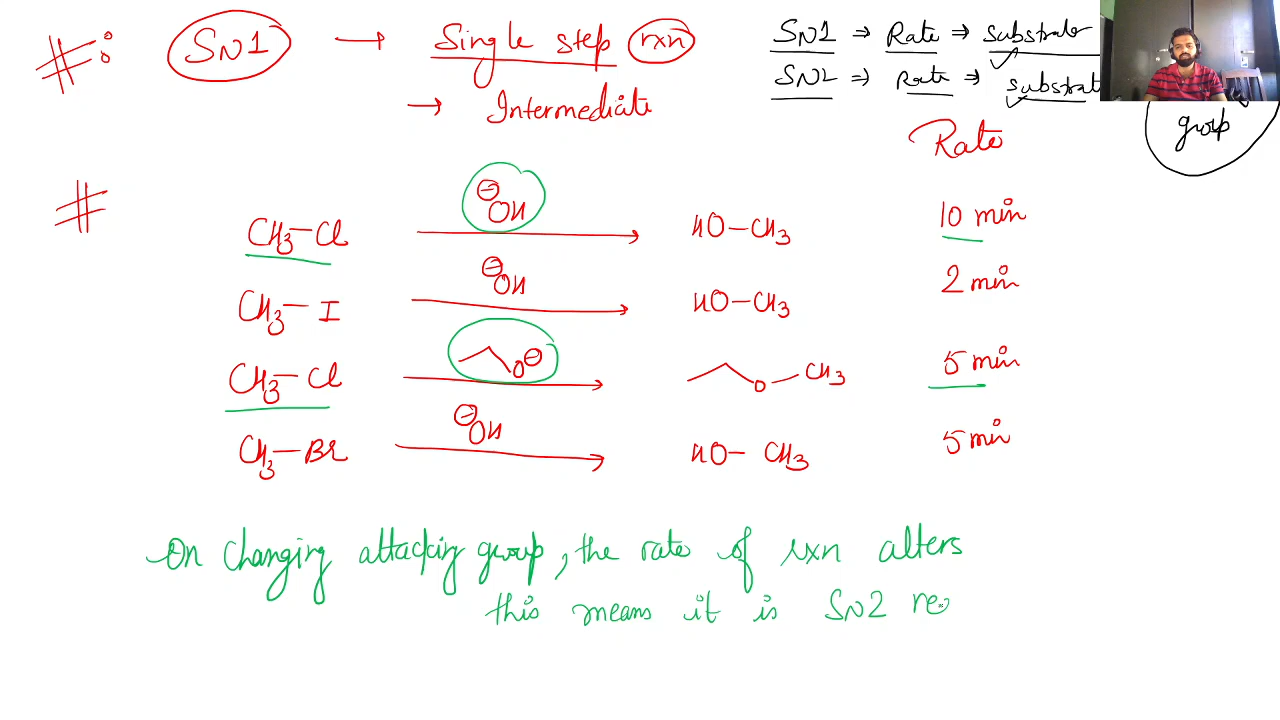 # : SN1 → Single step rxn
→ Intermediate
SN1 ⇒ Rate ⇒ Substrate
SN2 ⇒ Rate ⇒ Substrat
group
Rate
#
CH3—Cl ⊖OH HO—CH3 10 min
CH3—I ⊖OH HO—CH3 2 min
CH3—Cl O⊖ O—CH3 5 min
CH3—Br ⊖OH HO—CH3 5 min
On changing attacking group, the rate of rxn alters
this means it is SN2 re